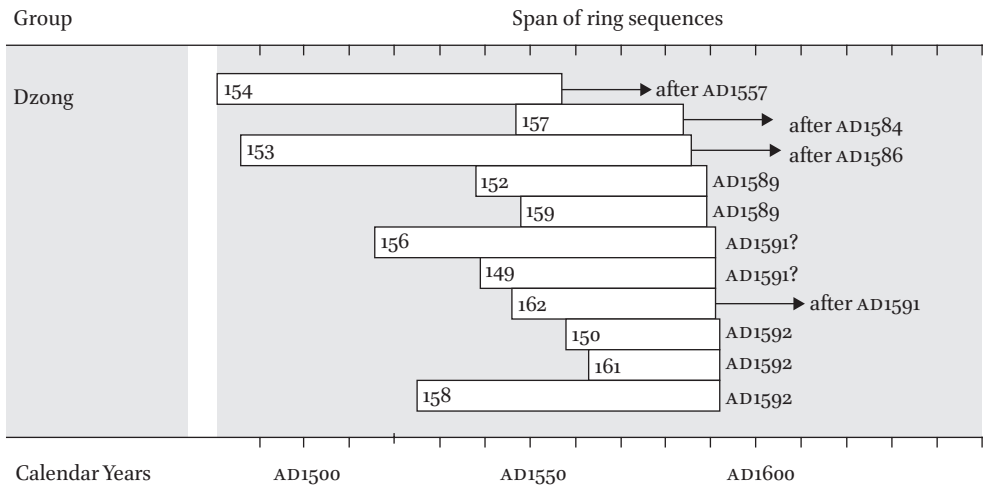 Group Span of ring sequences
Dzong
154 after AD1557
157 after AD1584
153 after AD1586
152 AD1589
159 AD1589
156 AD1591?
149 AD1591?
162 after AD1591
150 AD1592
161 AD1592
158 AD1592
Calendar Years AD1500 AD1550 AD1600